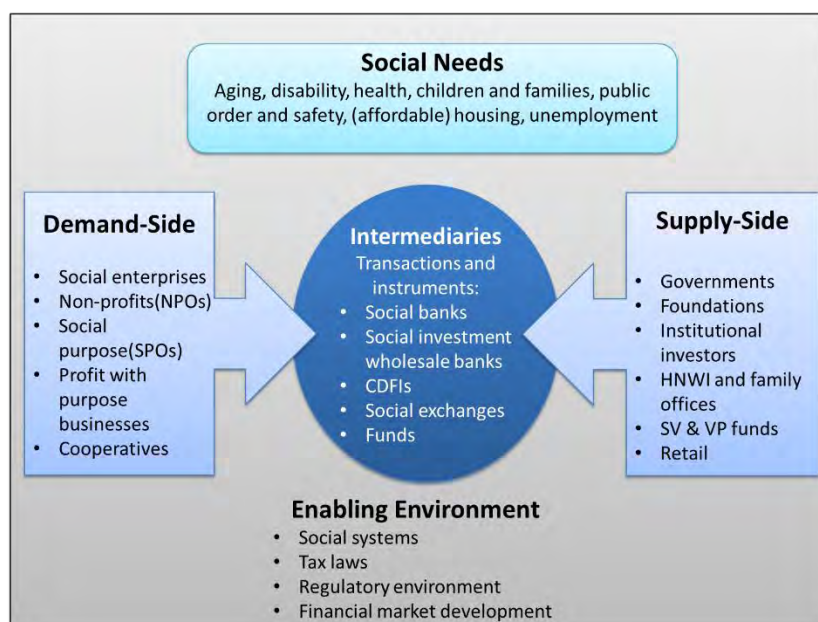 Social Needs
Aging, disability, health, children and families, public
order and safety, (affordable) housing, unemployment
Demand-Side
• Social enterprises
• Non-profits(NPOs)
• Social
purpose(SPOs)
• Profit with
purpose
businesses
• Cooperatives
Intermediaries
Transactions and
instruments:
• Social banks
• Social investment
wholesale banks
• CDFIs
• Social exchanges
• Funds
Supply-Side
• Governments
• Foundations
• Institutional
investors
• HNWI and family
offices
• SV & VP funds
• Retail
Enabling Environment
• Social systems
• Tax laws
• Regulatory environment
• Financial market development